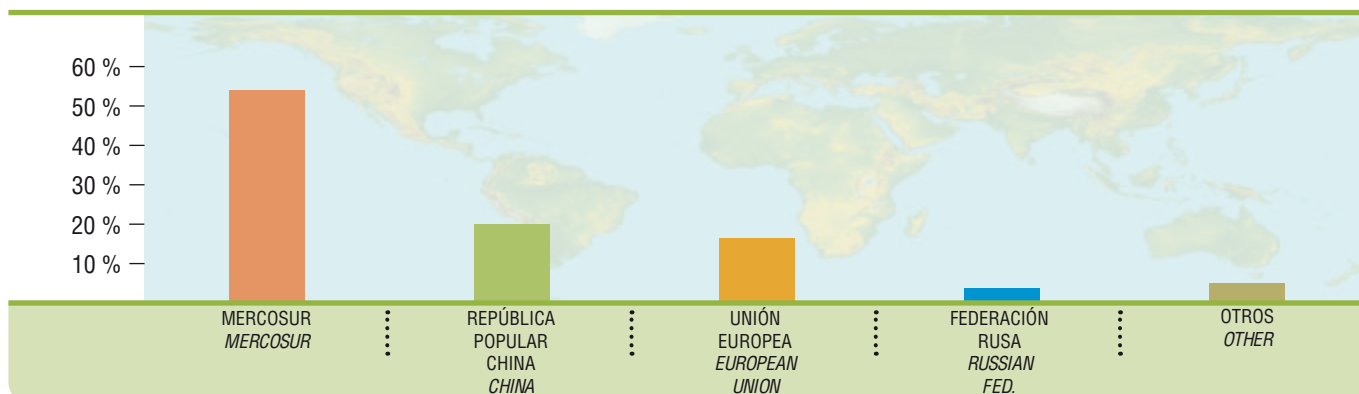 60 %
50 %
40 %
30 %
20 %
10 %
MERCOSUR
MERCOSUR
REPÚBLICA
POPULAR
CHINA
CHINA
UNIÓN
EUROPEA
EUROPEAN
UNION
FEDERACIÓN
RUSA
RUSSIAN
FED.
OTROS
OTHER